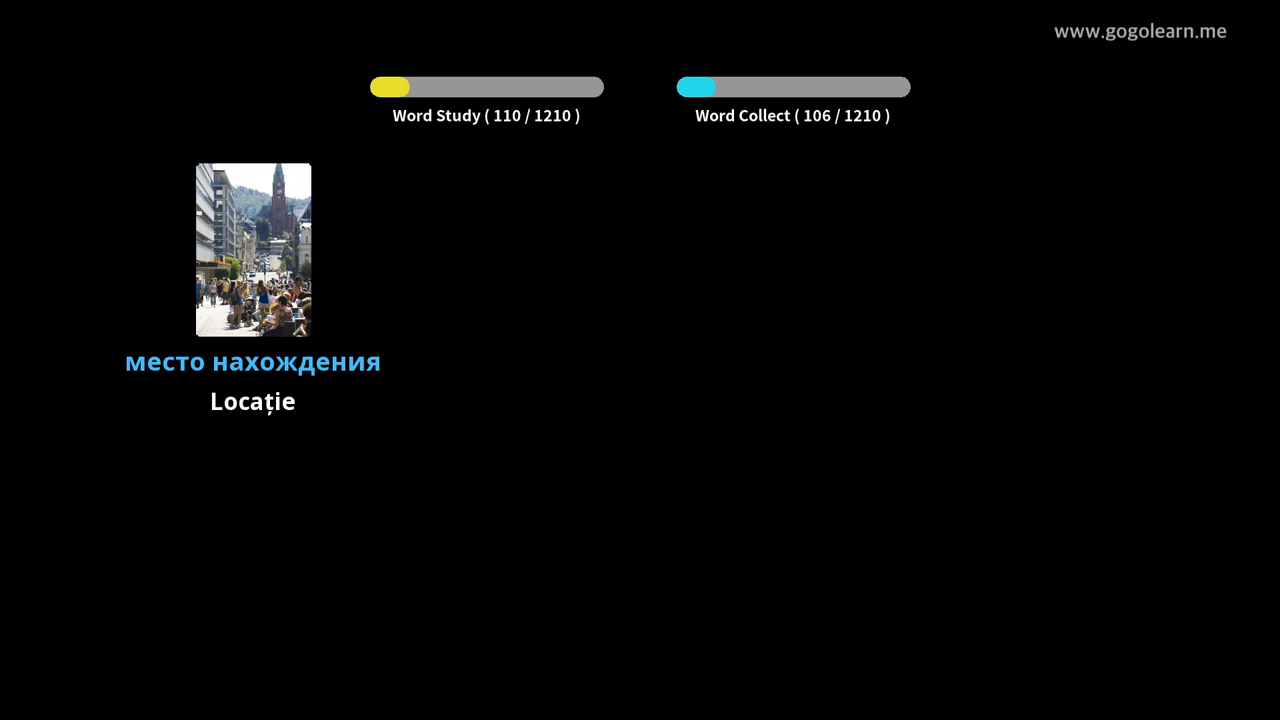 www.gogolearn.me
Word Study ( 110 / 1210 )
Word Collect ( 106 / 1210 )
место нахождения
Locație